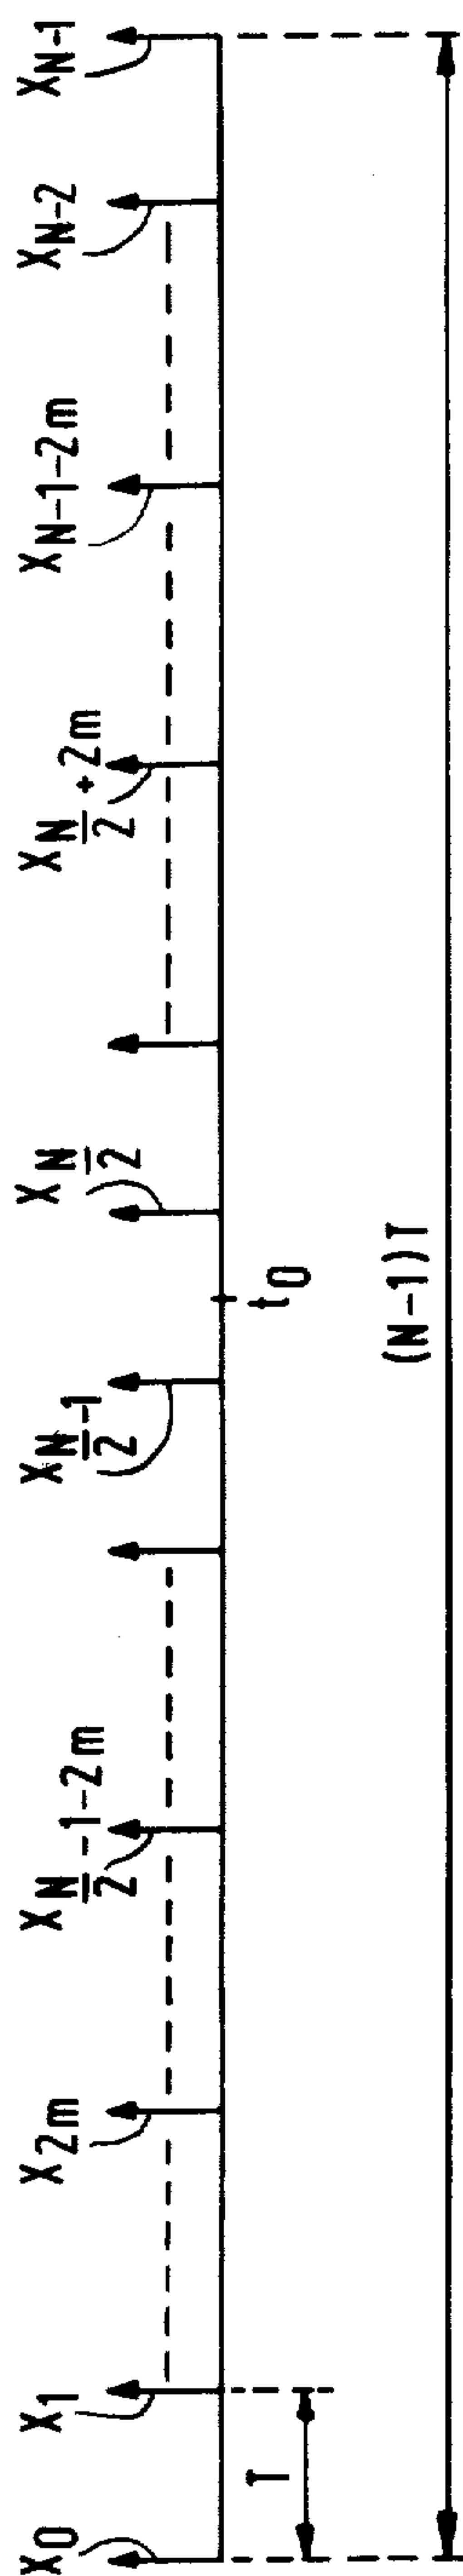 X0
X1
X2m
XN/2-1-2m
XN/2-1
XN/2
XN/2+2m
XN-1-2m
XN-2
XN-1
T
t0
(N-1)T